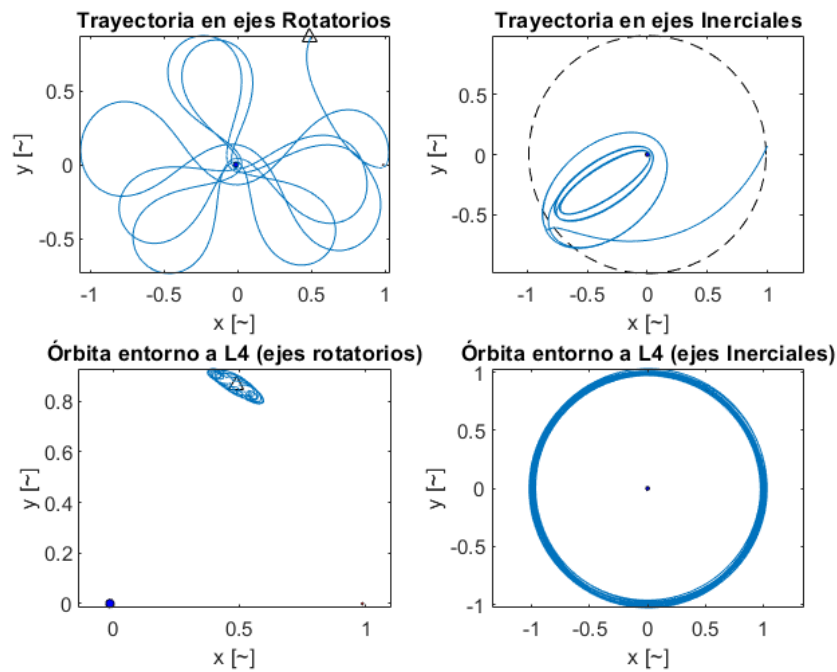 Trayectoria en ejes Rotatorios
0.5
0
-0.5
y [~]
-1 -0.5 0 0.5 1
x [~]
Trayectoria en ejes Inerciales
0.5
0
-0.5
y [~]
-1 -0.5 0 0.5 1
x [~]
Órbita entorno a L4 (ejes rotatorios)
0.8
0.6
0.4
0.2
0
y [~]
0 0.5 1
x [~]
Órbita entorno a L4 (ejes Inerciales)
1
0.5
0
-0.5
-1
y [~]
-1 -0.5 0 0.5 1
x [~]